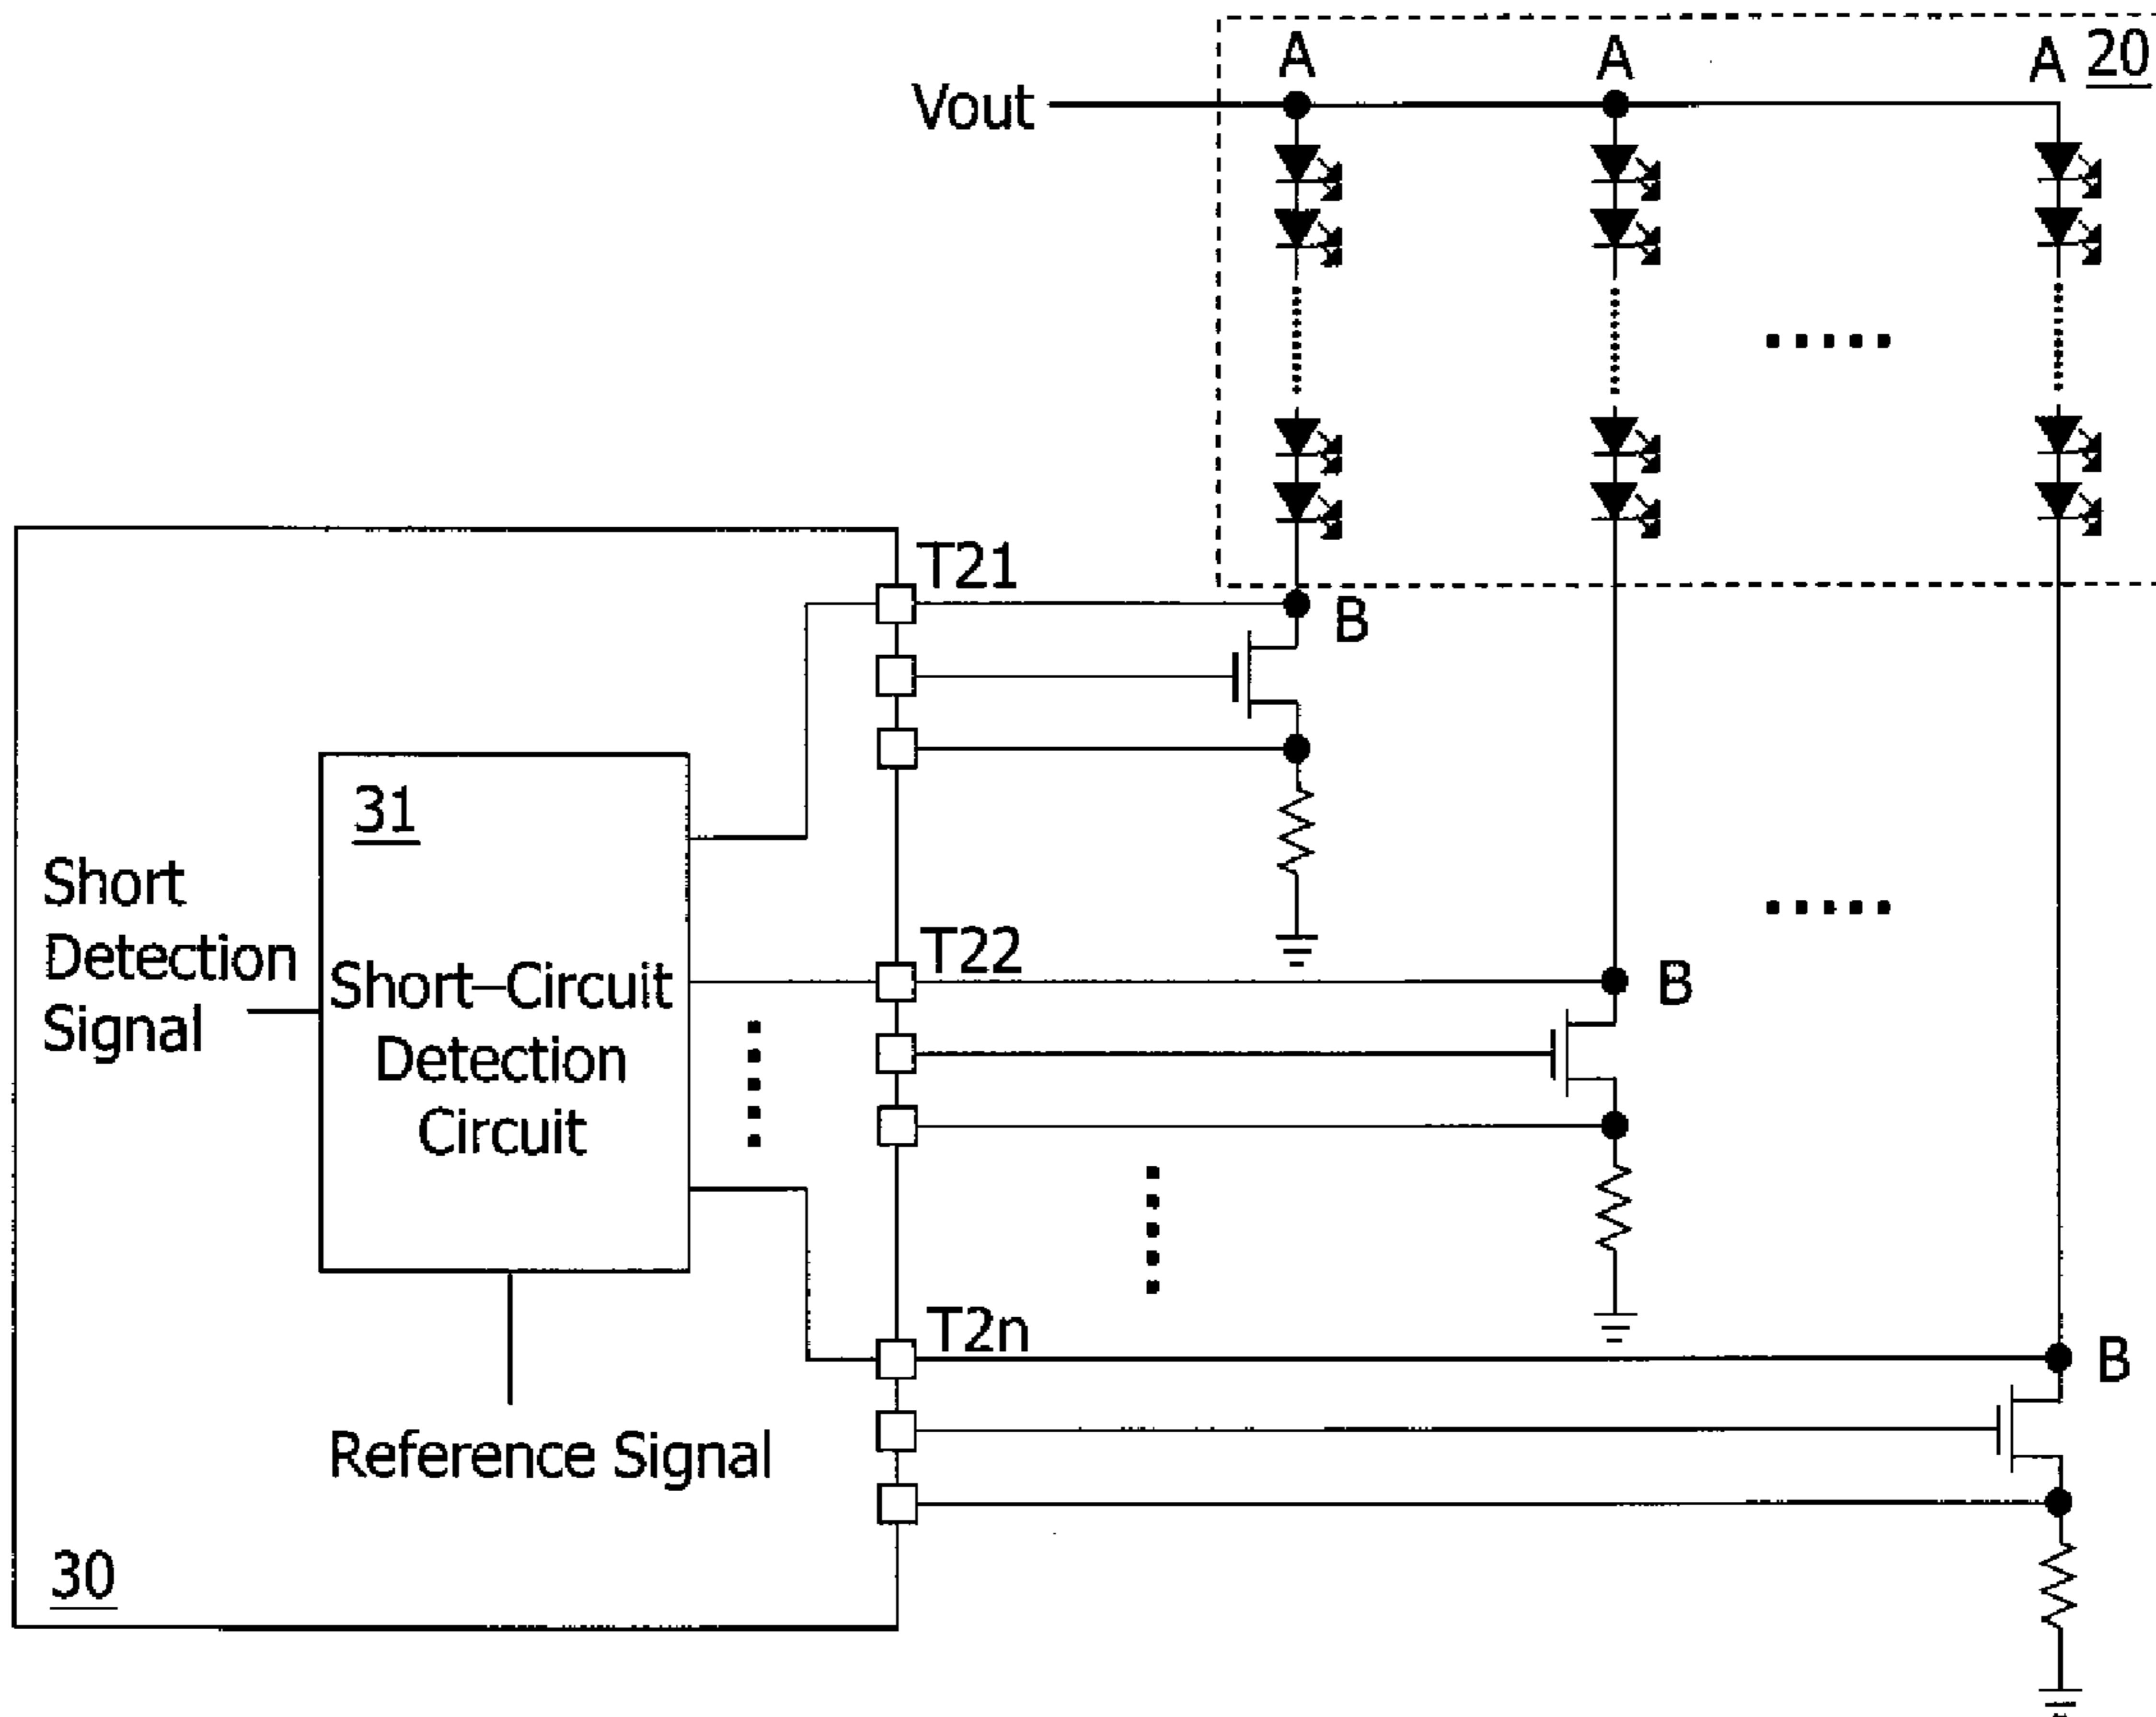 A
A
A
20
Vout
T21
B
31
Short
Detection
Signal
Short–Circuit
Detection
Circuit
T22
B
T2n
B
Reference Signal
30